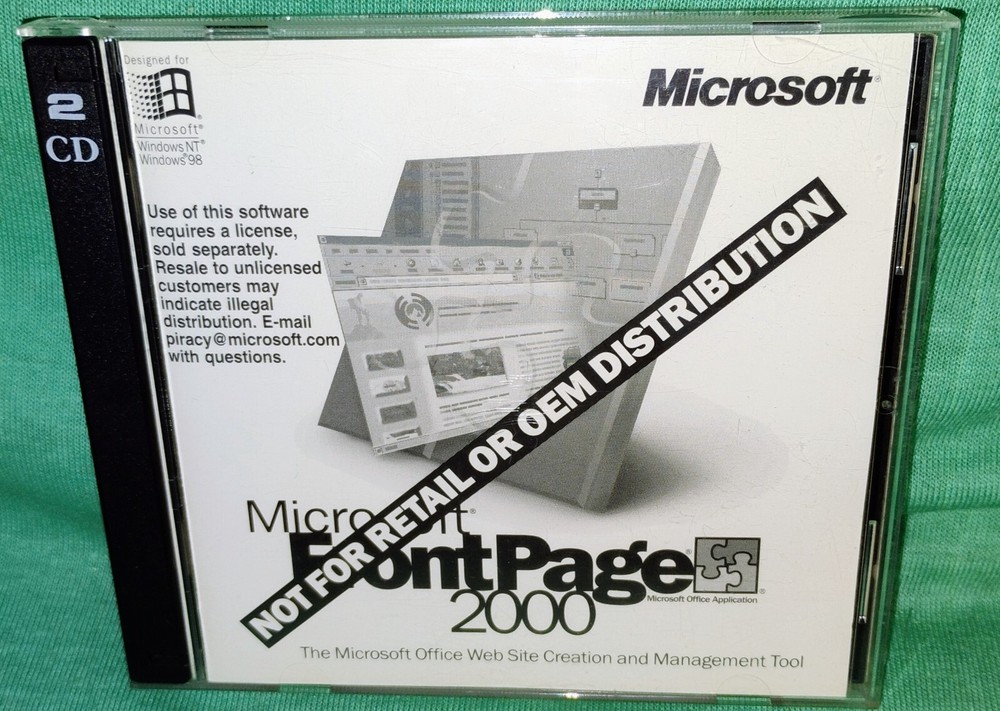 2
CD
Designed for
Microsoft®
Windows NT®
Windows®98
Microsoft®
Use of this software
requires a license,
sold separately.
Resale to unlicensed
customers may
indicate illegal
distribution. E-mail
piracy@microsoft.com
with questions.
NOT FOR RETAIL OR OEM DISTRIBUTION
Microsoft®
FrontPage®
2000
Microsoft Office Application
The Microsoft Office Web Site Creation and Management Tool